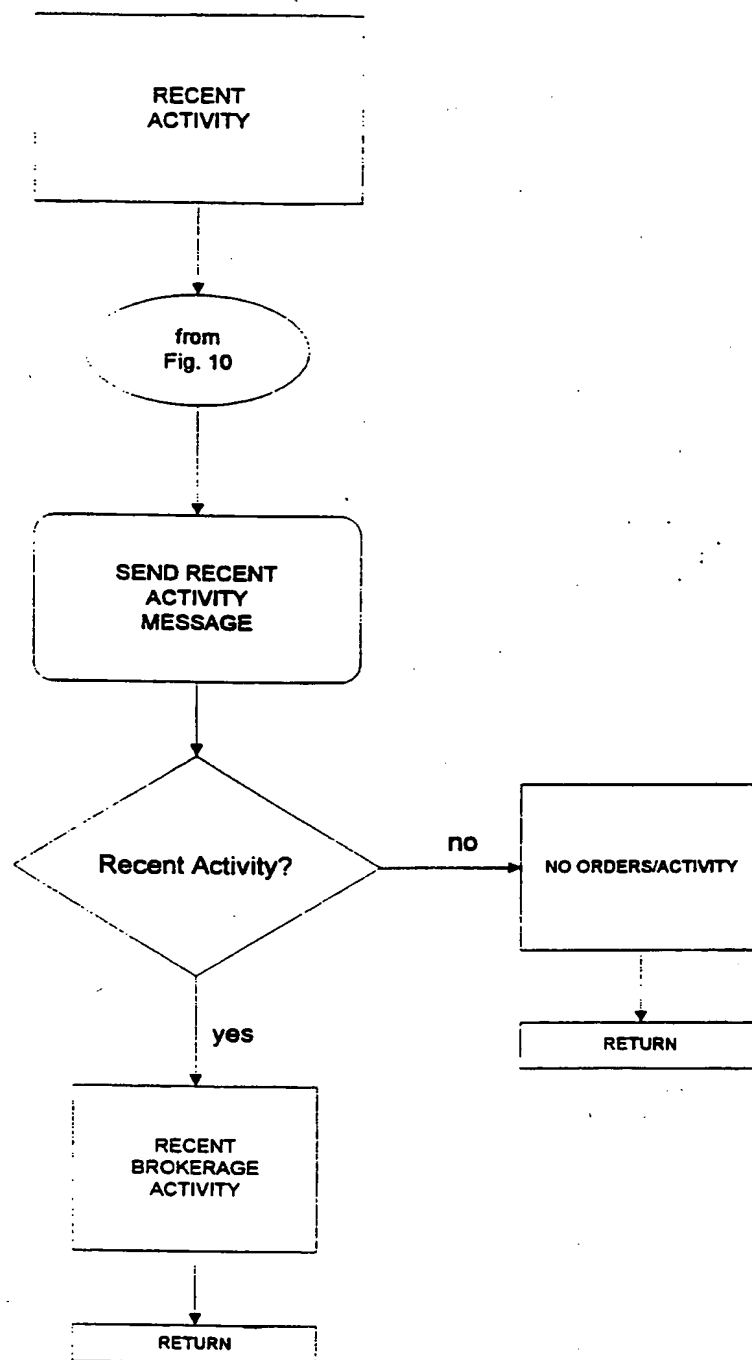 RECENT
ACTIVITY
from
Fig. 10
SEND RECENT
ACTIVITY
MESSAGE
Recent Activity?
no
NO ORDERS/ACTIVITY
RETURN
yes
RECENT
BROKERAGE
ACTIVITY
RETURN